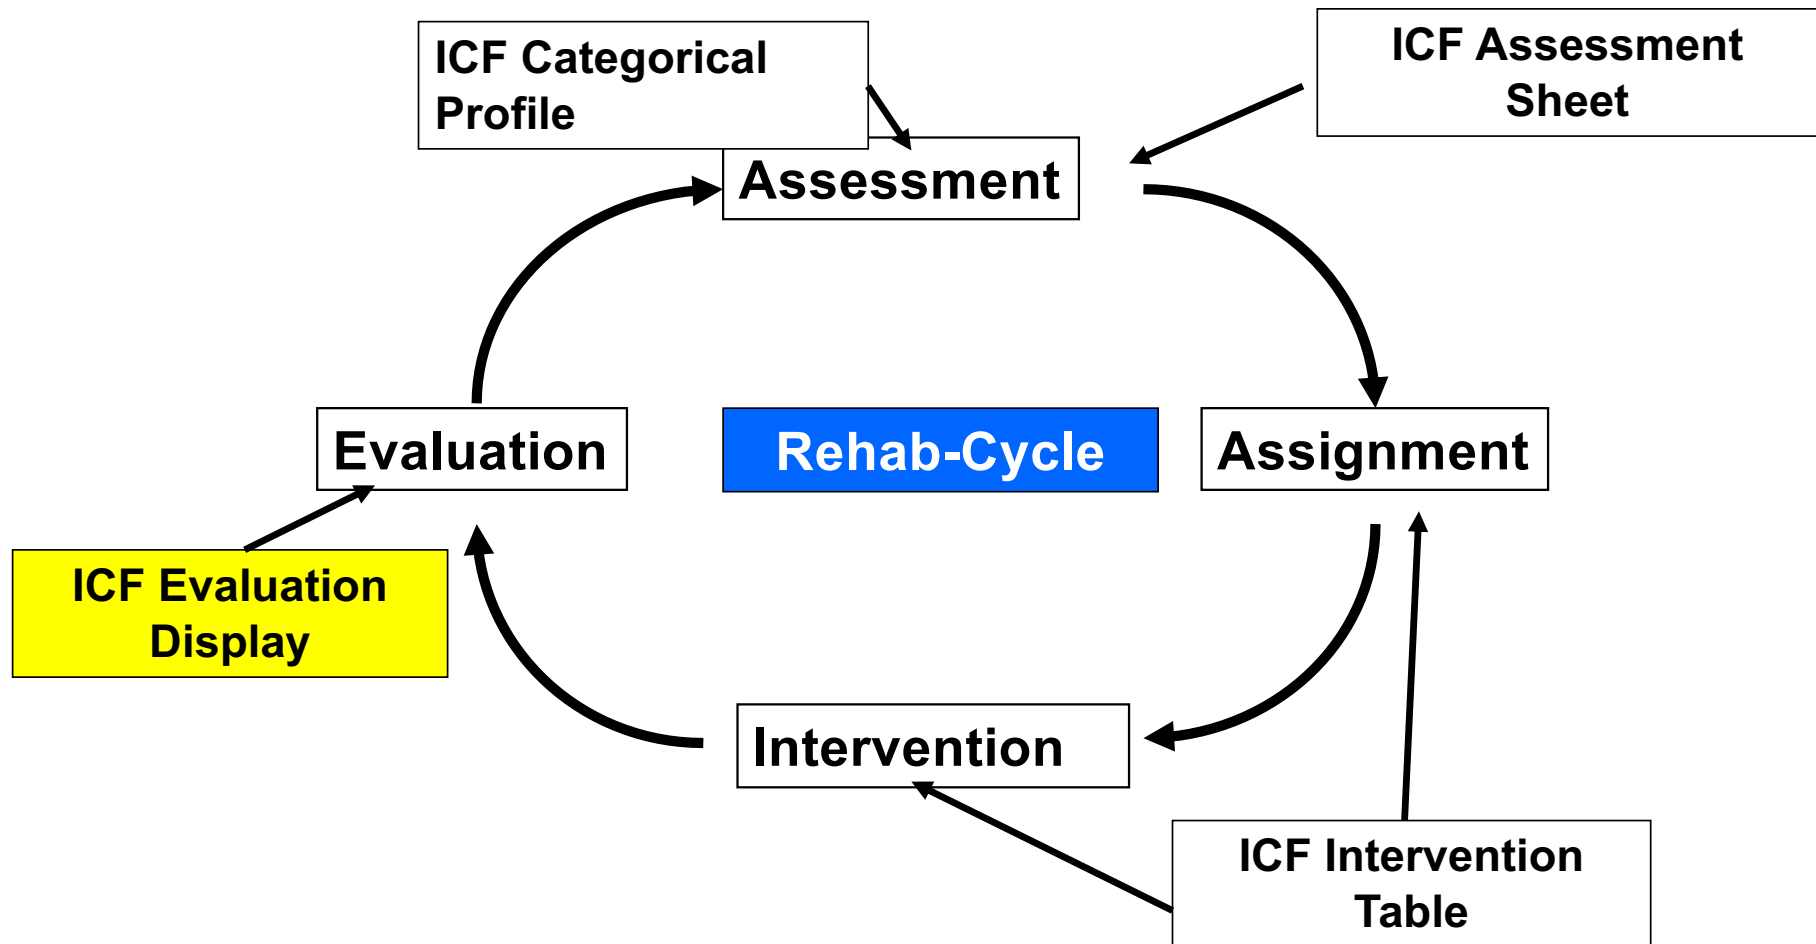 ICF Categorical
Profile
ICF Assessment
Sheet
Assessment
Evaluation
Rehab-Cycle
Assignment
ICF Evaluation
Display
Intervention
ICF Intervention
Table